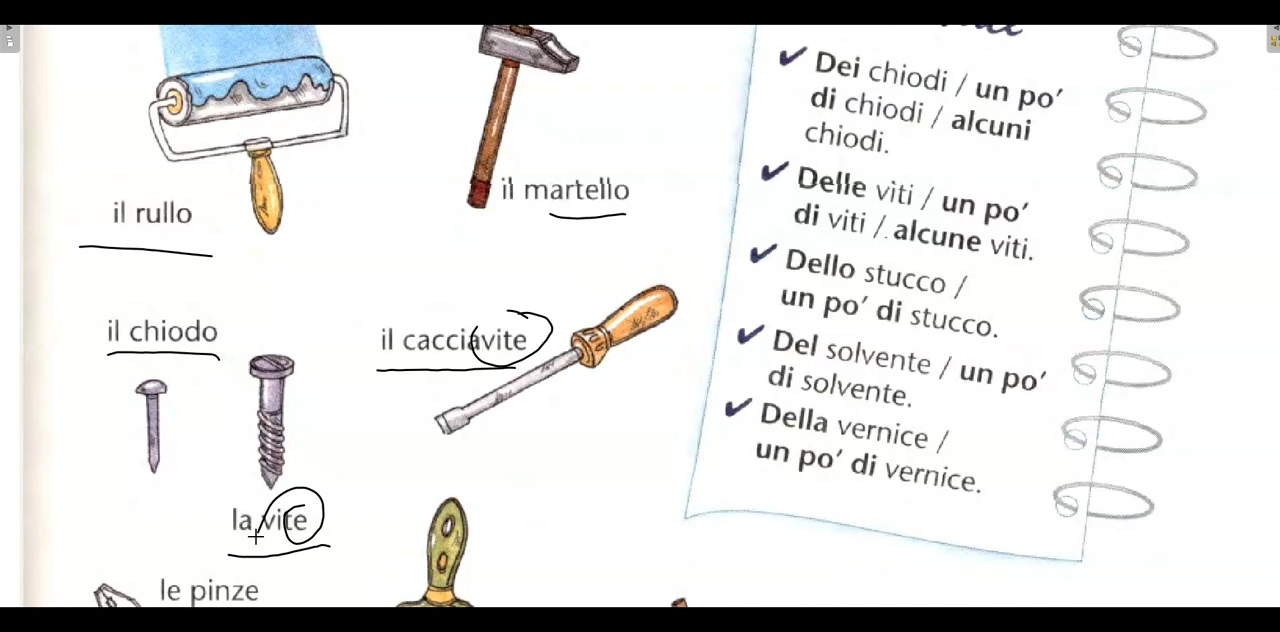 il rullo
il martello
il chiodo
il cacciavite
la vite
le pinze
✔ Dei chiodi / un po'
di chiodi / alcuni
chiodi.
✔ Delle viti / un po'
di viti / alcune viti.
✔ Dello stucco /
un po' di stucco.
✔ Del solvente / un po'
di solvente.
✔ Della vernice /
un po' di vernice.